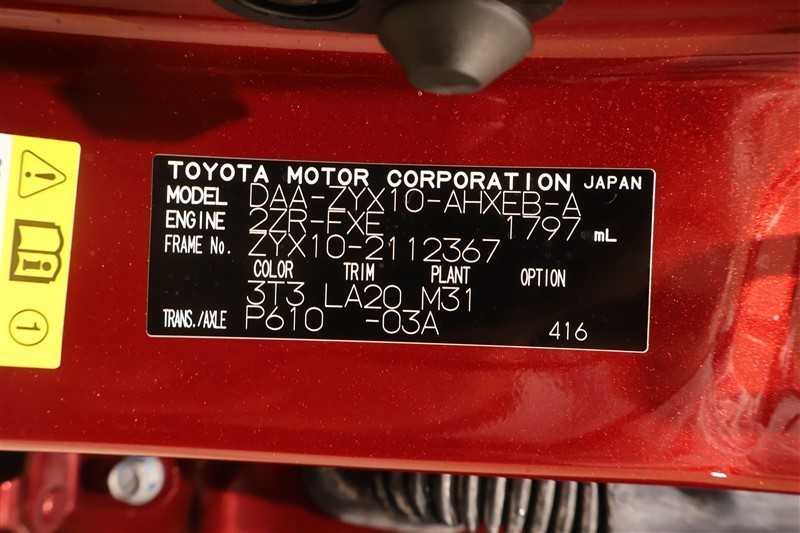 TOYOTA MOTOR CORPORATION JAPAN
MODEL DAA-ZYX10-AHXEB-A
ENGINE 2ZR-FXE 1797 mL
FRAME No. ZYX10-2112367
COLOR TRIM PLANT OPTION
3T3 LA20 M31
TRANS./AXLE P610 -03A 416
1